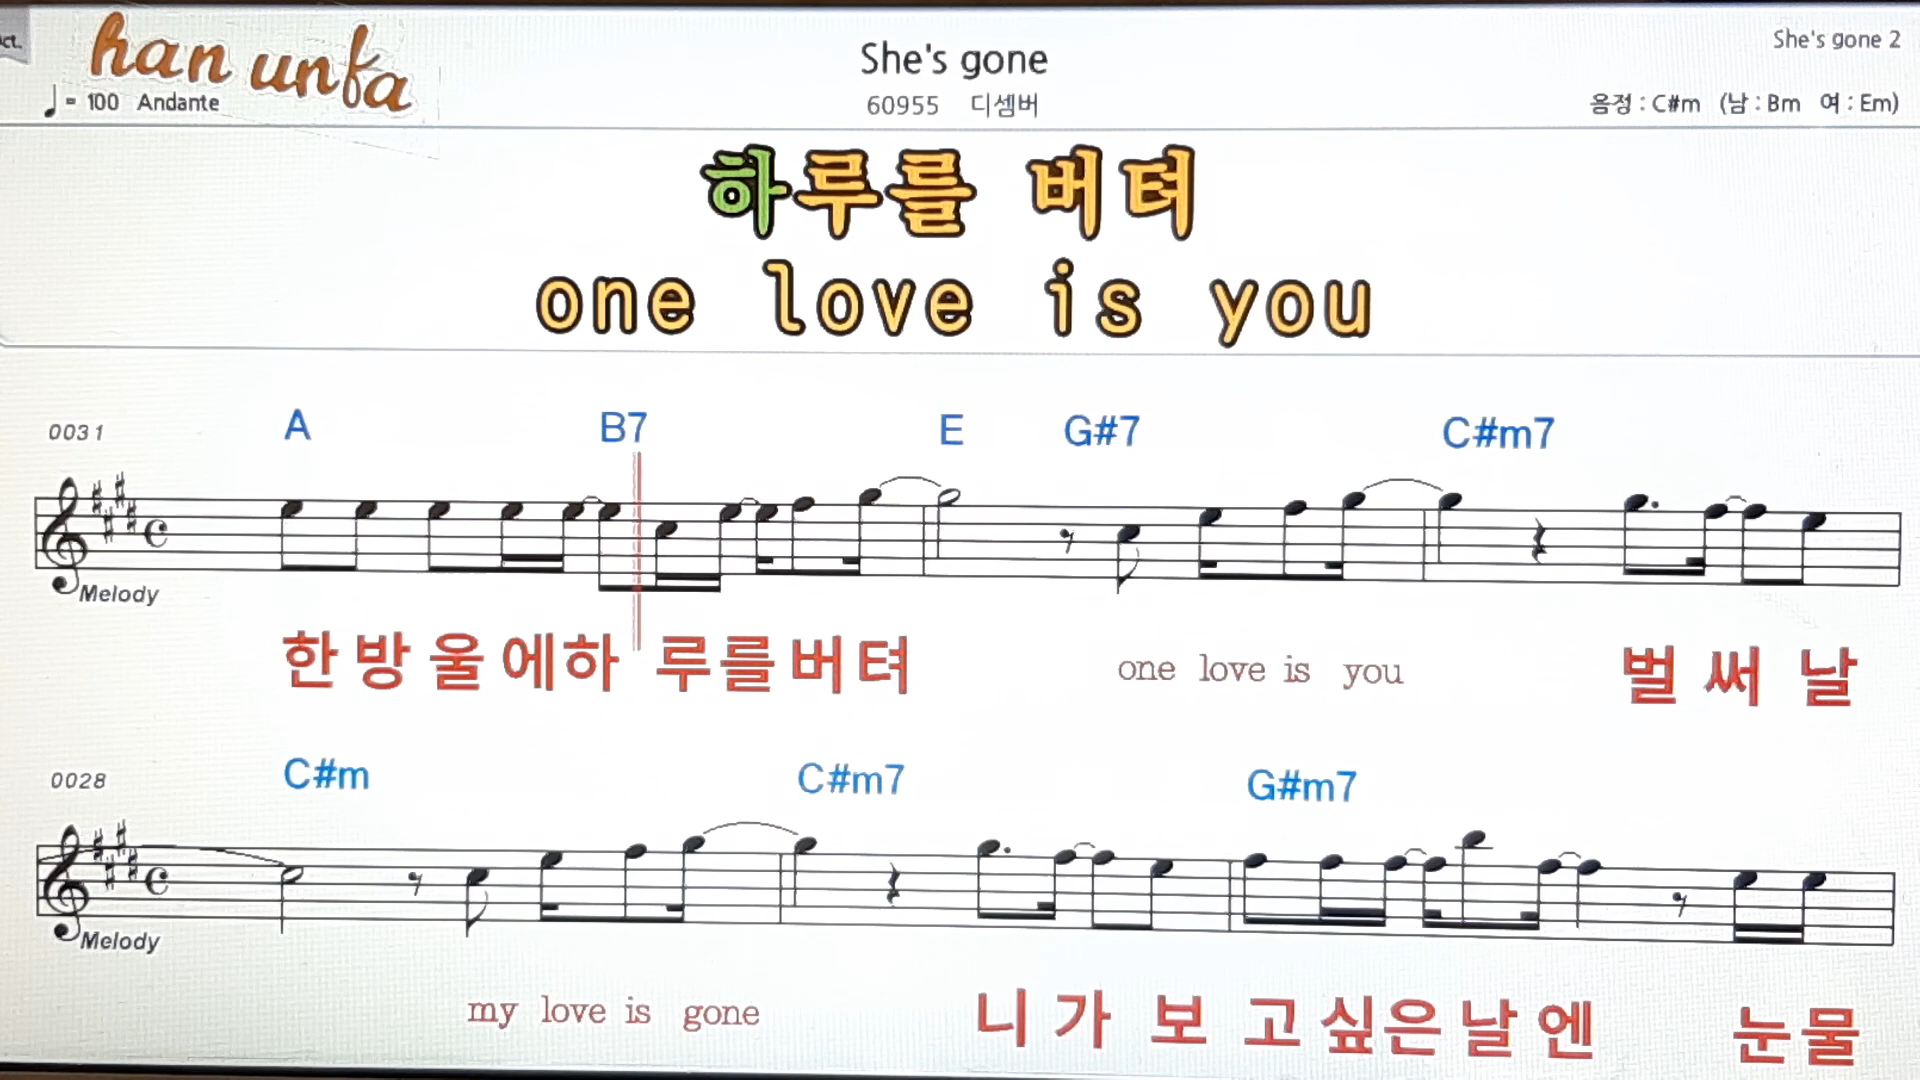 ct.
han unfa
She's gone
She's gone 2
♩= 100 Andante
60955 디셈버
음정 : C#m (남 : Bm 여 : Em)
하루를 버텨
one love is you
0031
A B7 E G#7 C#m7
Melody
한 방 울 에 하 루 를 버 텨 one love is you 벌 써 날
0028
C#m C#m7 G#m7
Melody
my love is gone 니 가 보 고 싶 은 날 엔 눈 물